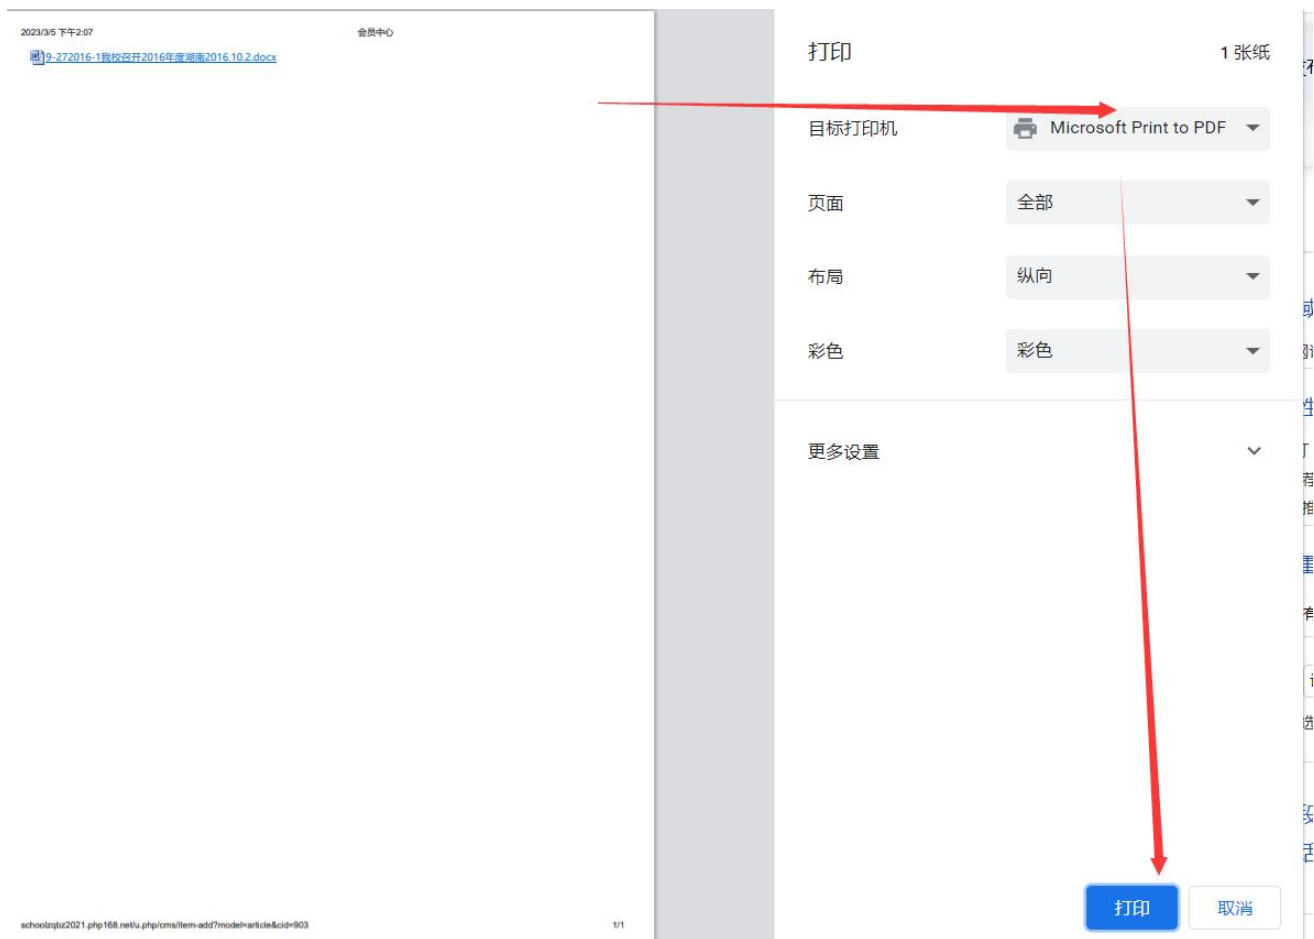 2023/3/5 下午2:07
会员中心
9-272016-1我校召开2016年度湖南2016.10.2.docx
打印
1 张纸
目标打印机
Microsoft Print to PDF
页面
全部
布局
纵向
彩色
彩色
更多设置
打印
取消
schoolzqbz2021.php168.net/u.php/cms/item-add?model=article&cid=903
1/1